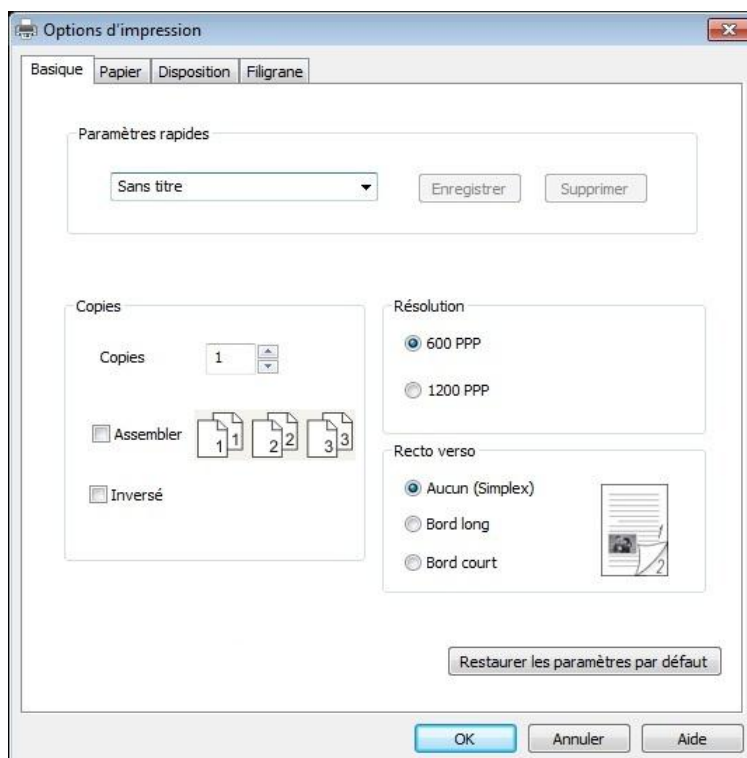 Options d'impression
Basique Papier Disposition Filigrane
Paramètres rapides
Sans titre Enregistrer Supprimer
Copies
Copies 1
Assembler 1 1 2 2 3 3
Inversé
Résolution
600 PPP
1200 PPP
Recto verso
Aucun (Simplex)
Bord long
Bord court
1
2
Restaurer les paramètres par défaut
OK Annuler Aide